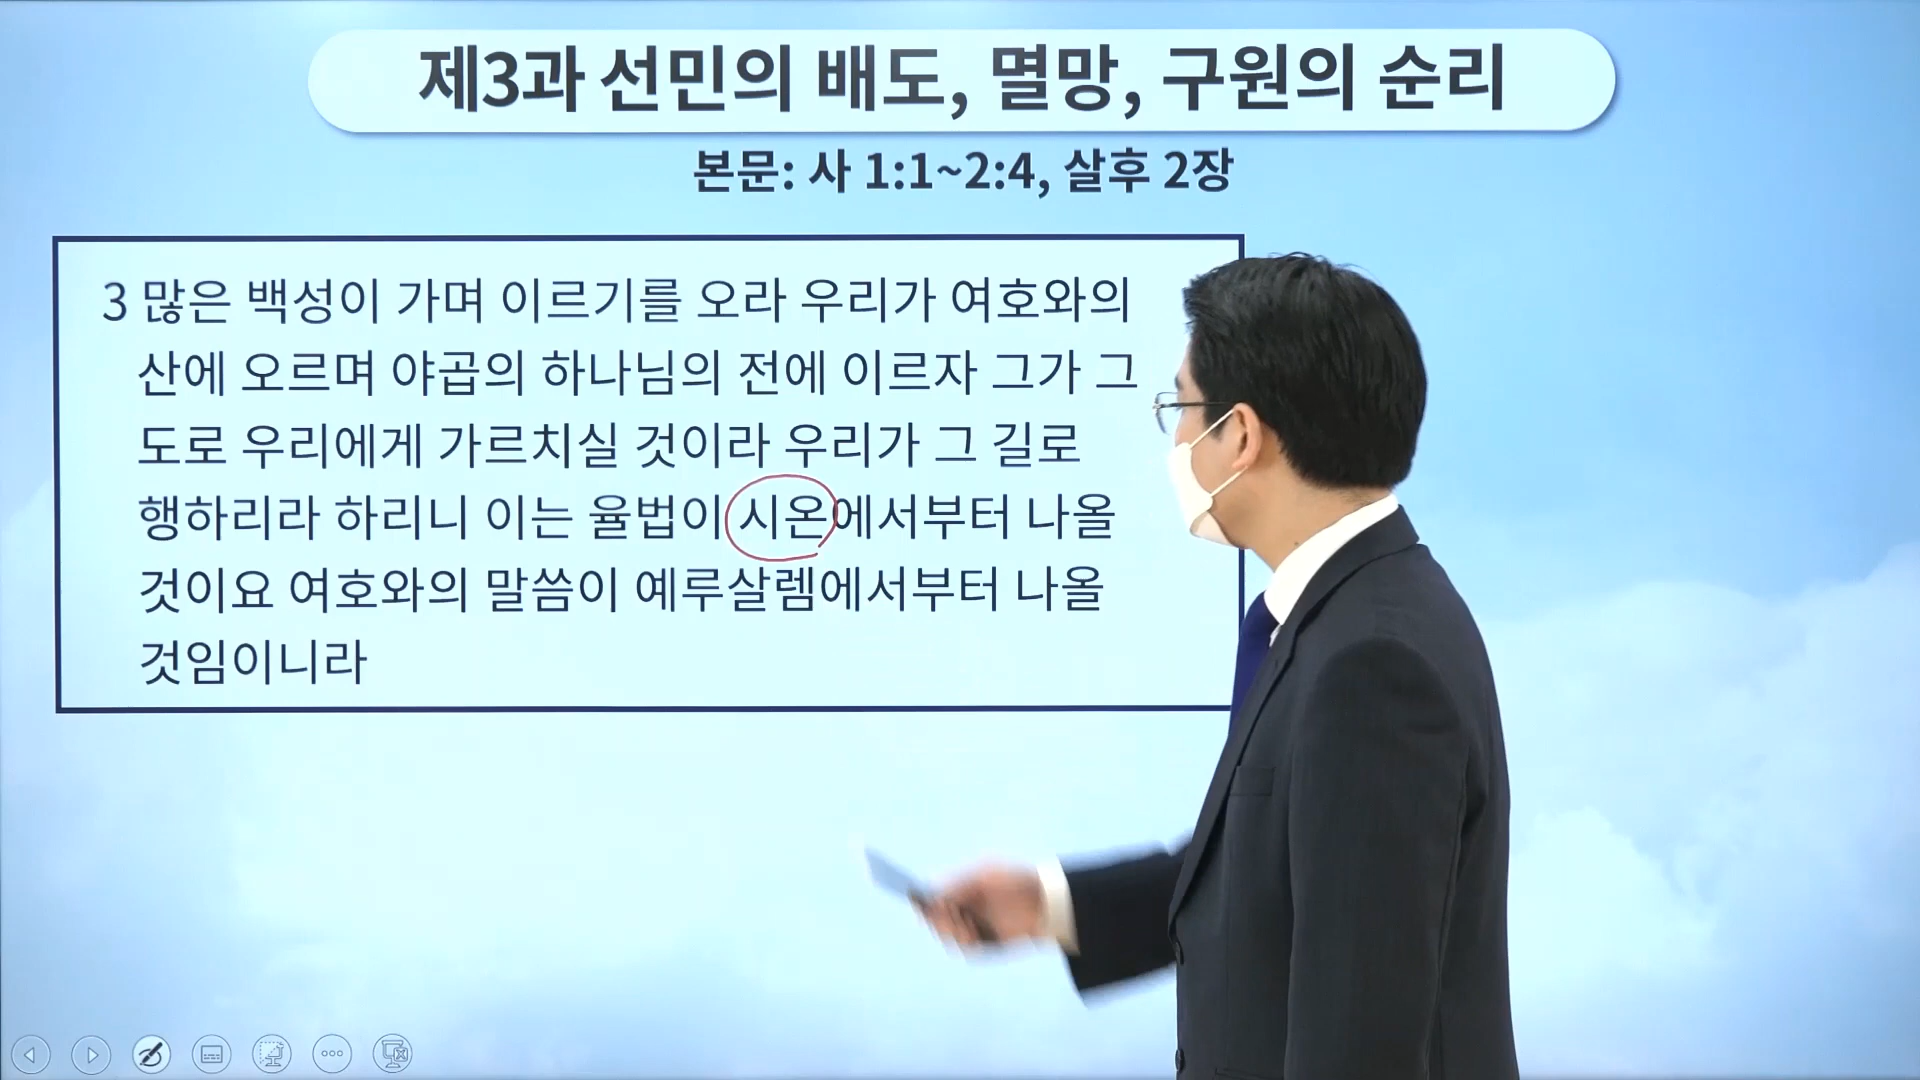 제3과 선민의 배도, 멸망, 구원의 순리
본문: 사 1:1~2:4, 살후 2장
3 많은 백성이 가며 이르기를 오라 우리가 여호와의
산에 오르며 야곱의 하나님의 전에 이르자 그가 그
도로 우리에게 가르치실 것이라 우리가 그 길로
행하리라 하리니 이는 율법이 시온에서부터 나올
것이요 여호와의 말씀이 예루살렘에서부터 나올
것임이니라